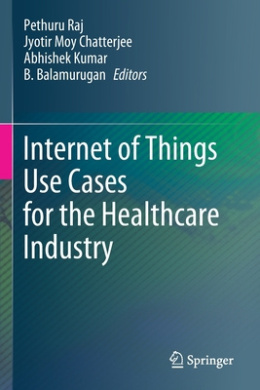 Pethuru Raj
Jyotir Moy Chatterjee
Abhishek Kumar
B. Balamurugan Editors
Internet of Things
Use Cases
for the Healthcare
Industry
Springer